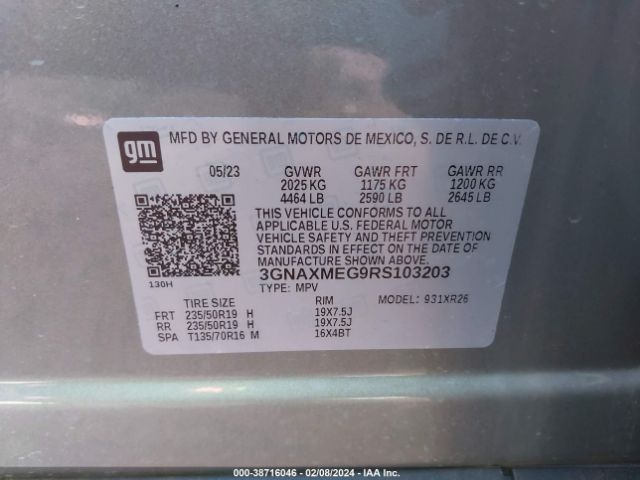 gm
MFD BY GENERAL MOTORS DE MEXICO, S. DE R.L. DE C.V.
05/23 GVWR GAWR FRT GAWR RR
2025 KG 1175 KG 1200 KG
4464 LB 2590 LB 2645 LB
THIS VEHICLE CONFORMS TO ALL
APPLICABLE U.S. FEDERAL MOTOR
VEHICLE SAFETY AND THEFT PREVENTION
STANDARDS IN EFFECT ON THE DATE OF
MANUFACTURE SHOWN ABOVE.
3GNAXMEG9RS103203
130H
TYPE: MPV MODEL: 931XR26
TIRE SIZE RIM
FRT 235/50R19 H 19X7.5J
RR 235/50R19 H 19X7.5J
SPA T135/70R16 M 16X4BT
000-38716046 - 02/08/2024 - IAA Inc.